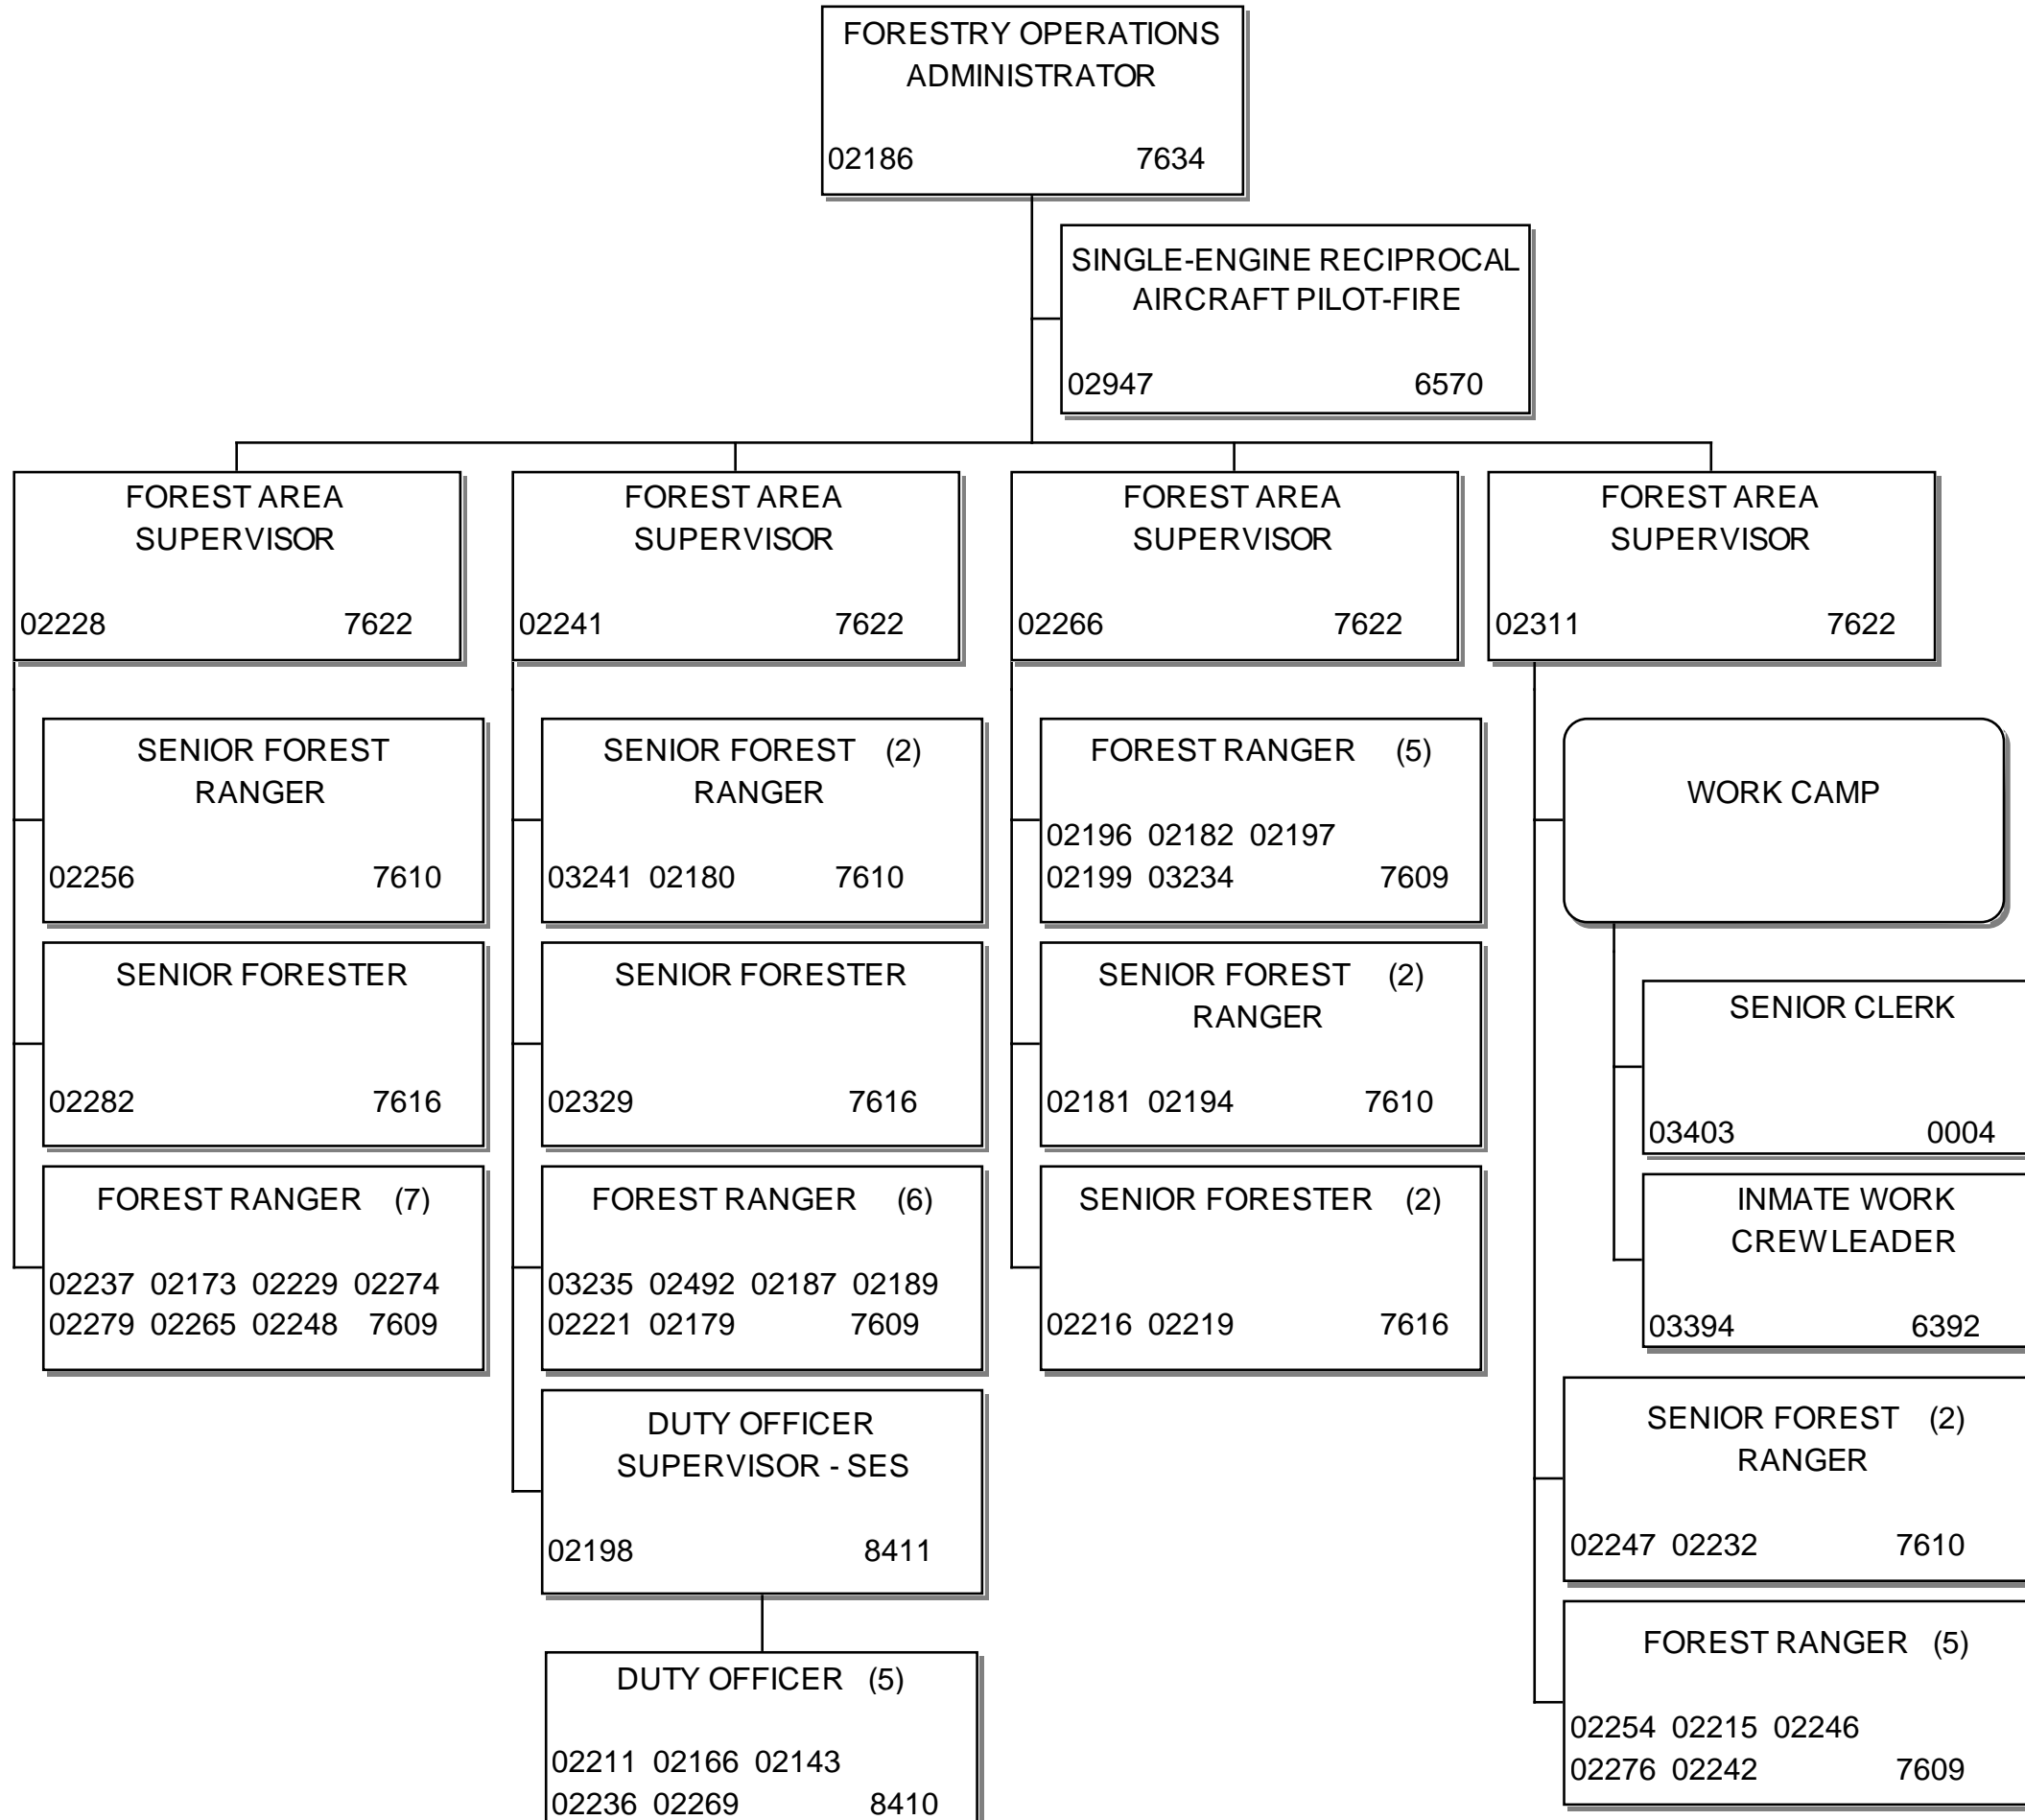 FORESTRY OPERATIONS
ADMINISTRATOR
02186 7634
SINGLE-ENGINE RECIPROCAL
AIRCRAFT PILOT-FIRE
02947 6570
FOREST AREA
SUPERVISOR
02228 7622
SENIOR FOREST
RANGER
02256 7610
SENIOR FORESTER
02282 7616
FOREST RANGER (7)
02237 02173 02229 02274
02279 02265 02248 7609
FOREST AREA
SUPERVISOR
02241 7622
SENIOR FOREST (2)
RANGER
03241 02180 7610
SENIOR FORESTER
02329 7616
FOREST RANGER (6)
03235 02492 02187 02189
02221 02179 7609
DUTY OFFICER
SUPERVISOR - SES
02198 8411
DUTY OFFICER (5)
02211 02166 02143
02236 02269 8410
FOREST AREA
SUPERVISOR
02266 7622
FOREST RANGER (5)
02196 02182 02197
02199 03234 7609
SENIOR FOREST (2)
RANGER
02181 02194 7610
SENIOR FORESTER (2)
02216 02219 7616
FOREST AREA
SUPERVISOR
02311 7622
WORK CAMP
SENIOR CLERK
03403 0004
INMATE WORK
CREW LEADER
03394 6392
SENIOR FOREST (2)
RANGER
02247 02232 7610
FOREST RANGER (5)
02254 02215 02246
02276 02242 7609